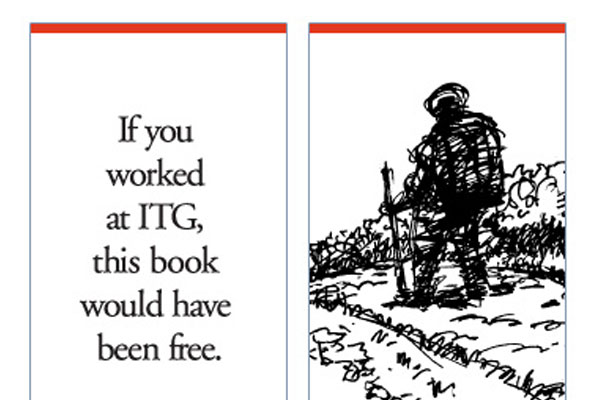 If you
worked
at ITG,
this book
would have
been free.